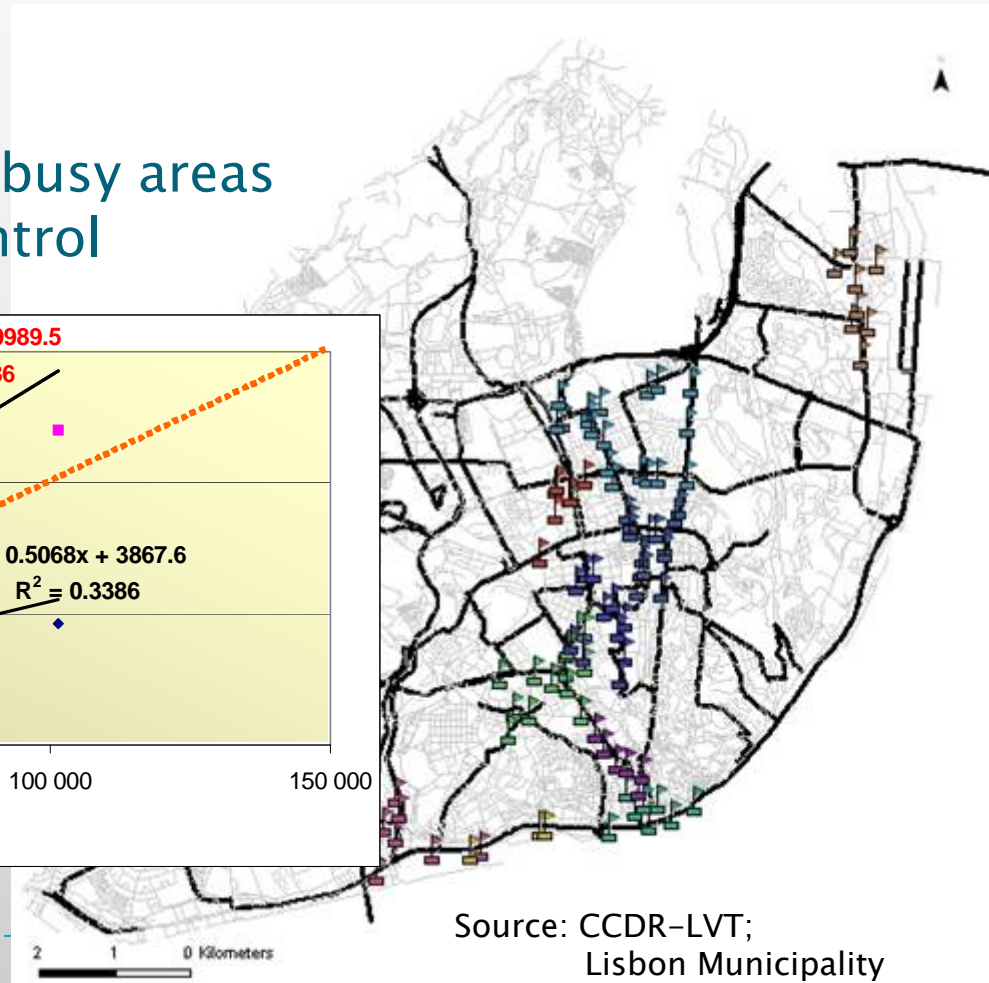 busy areas
ntrol
989.5
36
0.5068x + 3867.6
R² = 0.3386
100 000
150 000
2 1 0 Kilometers
Source: CCDR-LVT;
Lisbon Municipality